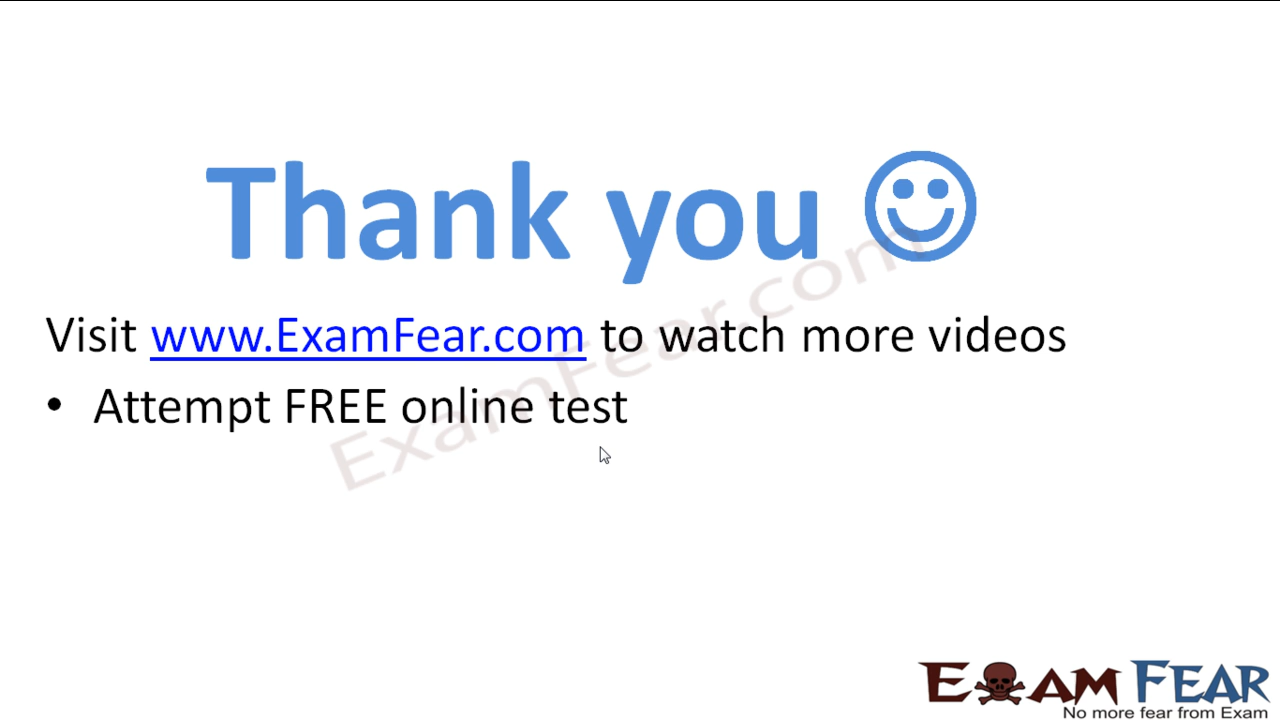 Thank you ☺
Visit www.ExamFear.com to watch more videos
• Attempt FREE online test
ExamFear.com
EXAM FEAR
No more fear from Exam